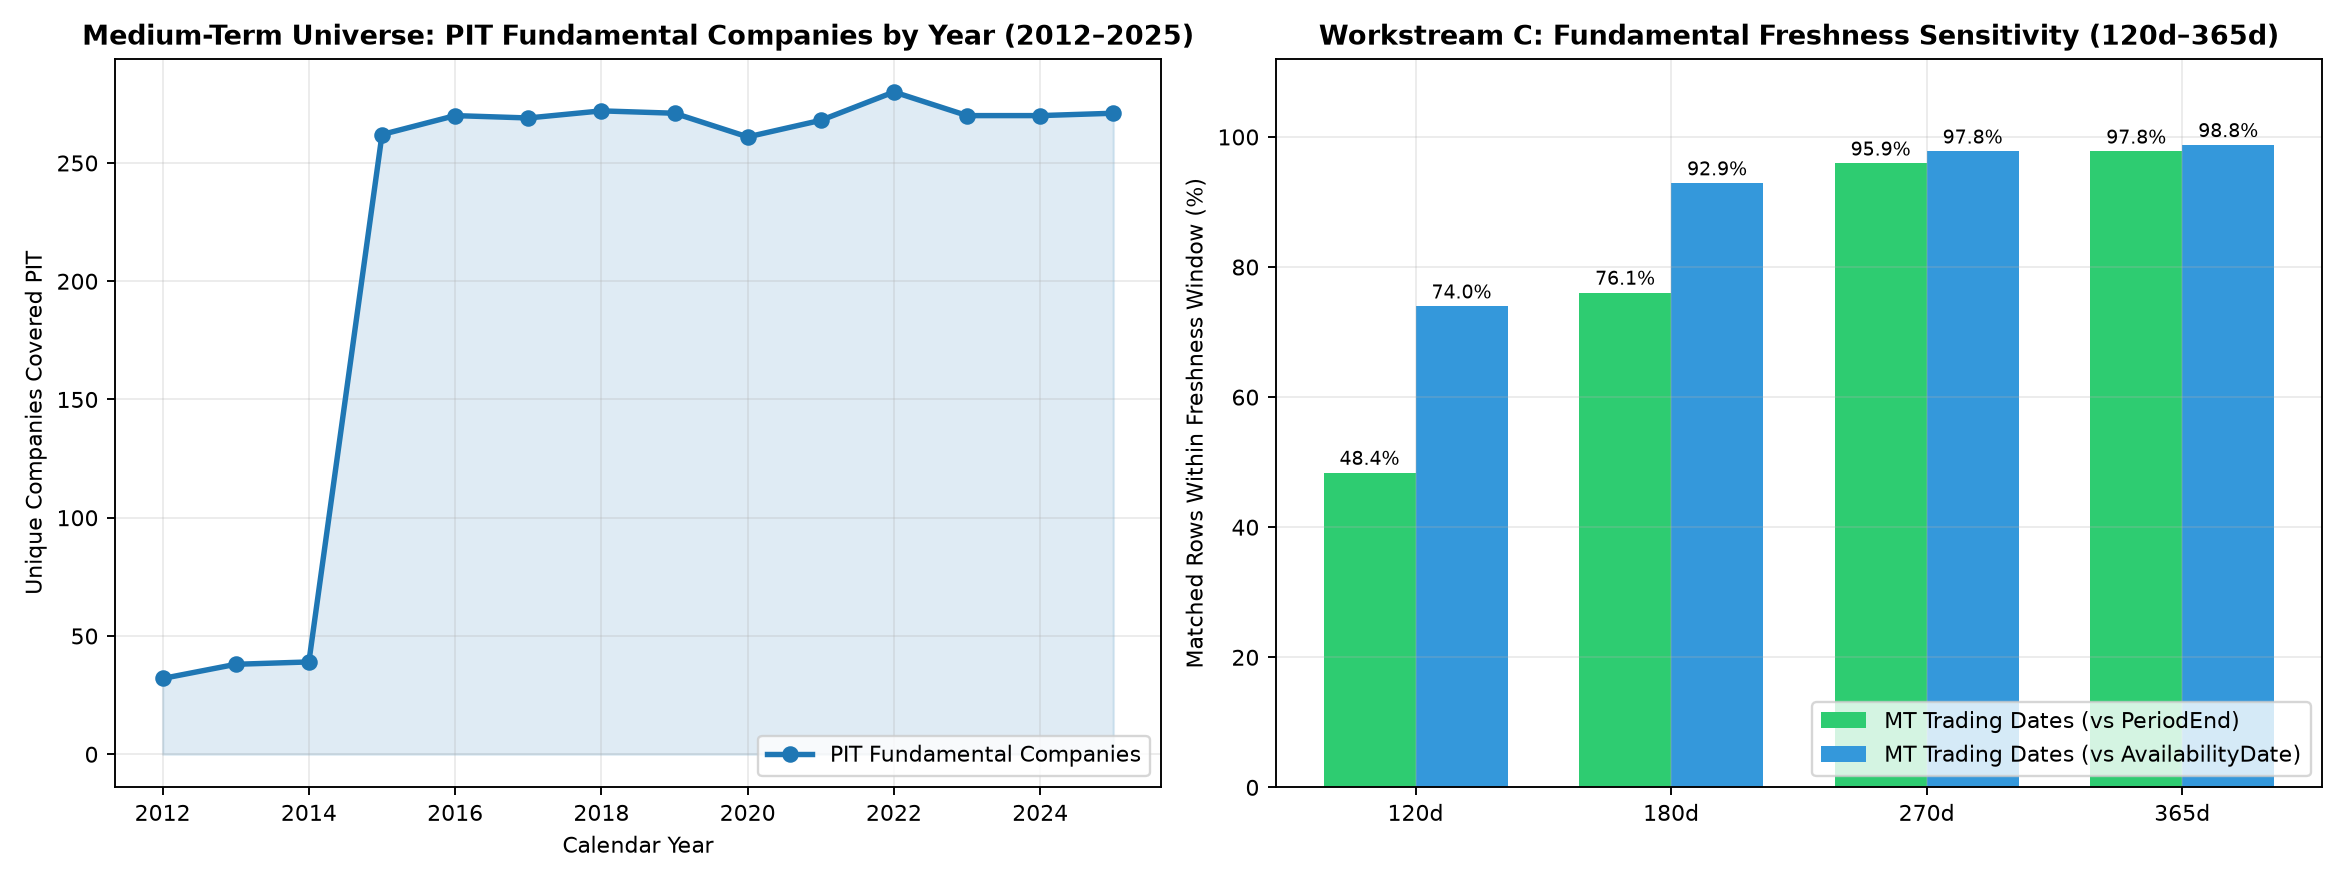 Medium-Term Universe: PIT Fundamental Companies by Year (2012–2025)
Unique Companies Covered PIT
250
200
150
100
50
0
2012
2014
2016
2018
2020
2022
2024
Calendar Year
PIT Fundamental Companies
Workstream C: Fundamental Freshness Sensitivity (120d–365d)
Matched Rows Within Freshness Window (%)
100
80
60
40
20
0
48.4%
74.0%
76.1%
92.9%
95.9%
97.8%
97.8%
98.8%
120d
180d
270d
365d
MT Trading Dates (vs PeriodEnd)
MT Trading Dates (vs AvailabilityDate)